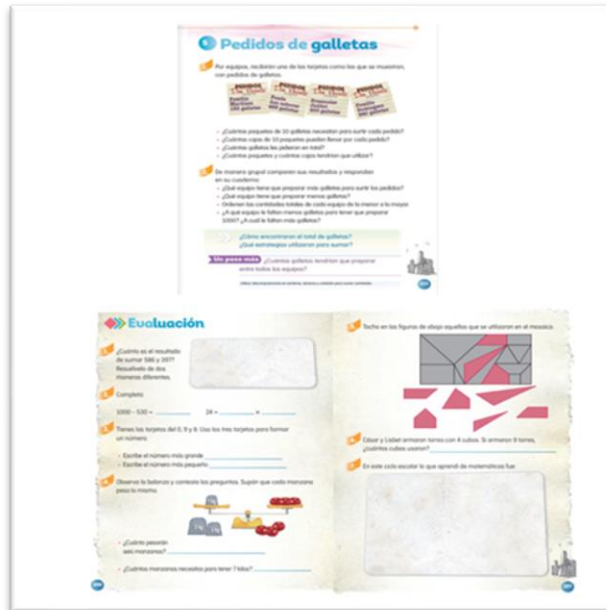 Pedidos de galletas
Por equipos, recibirán una de las tarjetas como las que se muestran,
con pedidos de galletas.
PEDIDOS
PEDIDOS
PEDIDOS
PEDIDOS
Familia
galletas
galletas
galletas
galletas
¿Cuántos paquetes de 10 galletas necesitan para surtir cada pedido?
¿Cuántas cajas de 10 paquetes pueden llenar por cada pedido?
¿Cuántas galletas les pidieron en total?
¿Cuántos paquetes y cuántas cajas tendrían que utilizar?
De manera grupal comparen sus resultados y respondan
en su cuaderno:
¿Qué equipo tiene que preparar más galletas para surtir los pedidos?
¿Qué equipo tiene que preparar menos galletas?
Ordenen las cantidades totales de cada equipo de la menor a la mayor.
¿A qué equipo le faltan menos galletas para tener que preparar
1000? ¿A cuál le faltan más galletas?
¿Cómo encontraron el total de galletas?
¿Qué estrategias utilizaron para sumar?
Un paso más
¿Cuántas galletas tendrían que preparar
entre todos los equipos?
Evaluación
¿Cuánto es el resultado
de sumar 586 y 397?
Resuélvelo de dos
maneras diferentes.
Completa
1000 - 530 =
24 =
Tienes las tarjetas del 0, 9 y 6. Usa las tres tarjetas para formar
un número.
Escribe el número más grande
Escribe el número más pequeño
Observa la balanza y contesta las preguntas. Supón que cada manzana
pesa lo mismo.
¿Cuánto pesarán
seis manzanas?
¿Cuántas manzanas necesitas para tener 7 kilos?
Tacha en las figuras de abajo aquellas que se utilizaron en el mosaico.
César y Lisbet armaron torres con 4 cubos. Si armaron 9 torres,
¿cuántos cubos usaron?
En este ciclo escolar lo que aprendí de matemáticas fue: